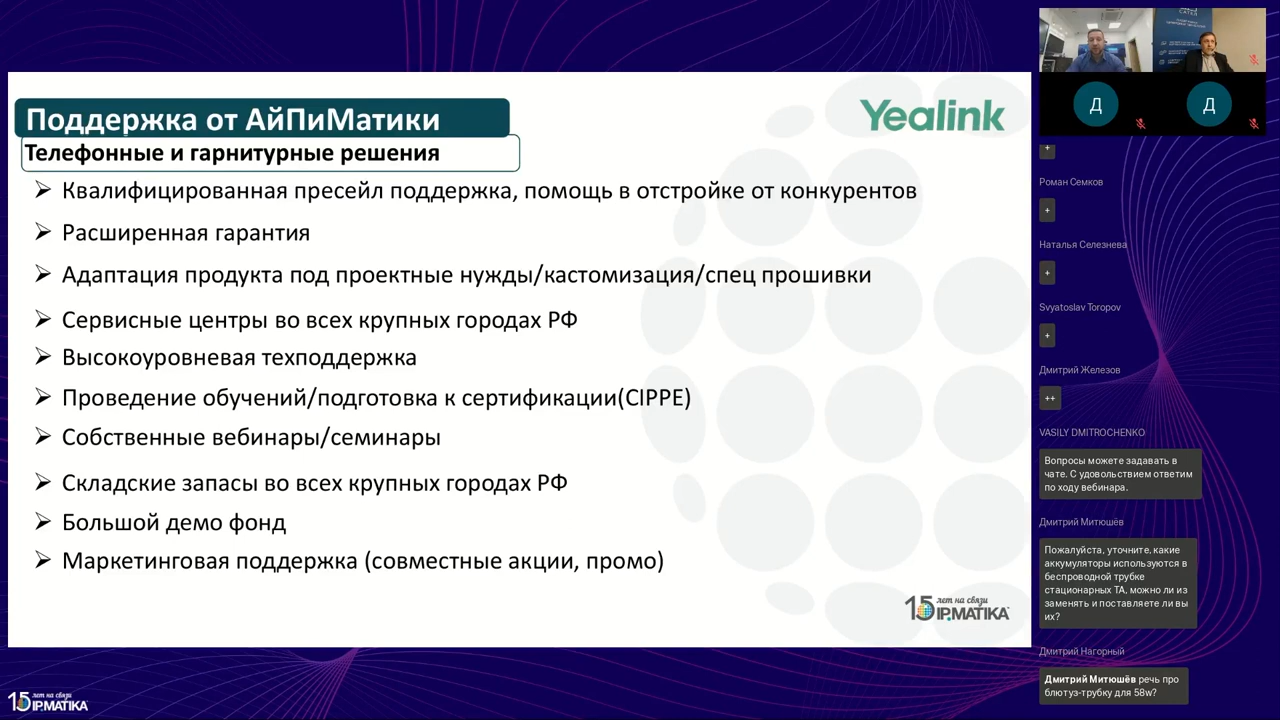 Поддержка от АйПиМатики
Телефонные и гарнитурные решения
Yealink
Квалифицированная пресейл поддержка, помощь в отстройке от конкурентов
Расширенная гарантия
Адаптация продукта под проектные нужды/кастомизация/спец прошивки
Сервисные центры во всех крупных городах РФ
Высокоуровневая техподдержка
Проведение обучений/подготовка к сертификации(CIPPE)
Собственные вебинары/семинары
Складские запасы во всех крупных городах РФ
Большой демо фонд
Маркетинговая поддержка (совместные акции, промо)
15 лет на связи
IPMATIKA
15 лет на связи
IPMATIKA
Д
Д
+
Роман Семков
+
Наталья Селезнева
+
Svyatoslav Toropov
+
Дмитрий Железов
++
VASILY DMITROCHENKO
Вопросы можете задавать в
чате. С удовольствием ответим
по ходу вебинара.
Дмитрий Митюшёв
Пожалуйста, уточните, какие
аккумуляторы используются в
беспроводной трубке
стационарных ТА, можно ли из
заменять и поставляете ли вы
их?
Дмитрий Нагорный
Дмитрий Митюшёв речь про
блютуз-трубку для 58w?